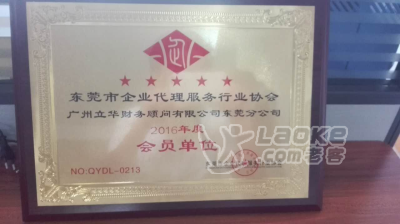 东莞市企业代理服务行业协会
广州立华财务顾问有限公司东莞分公司
2016年度
会员单位
NO:QYDL-0213
LAOKE
.com老客